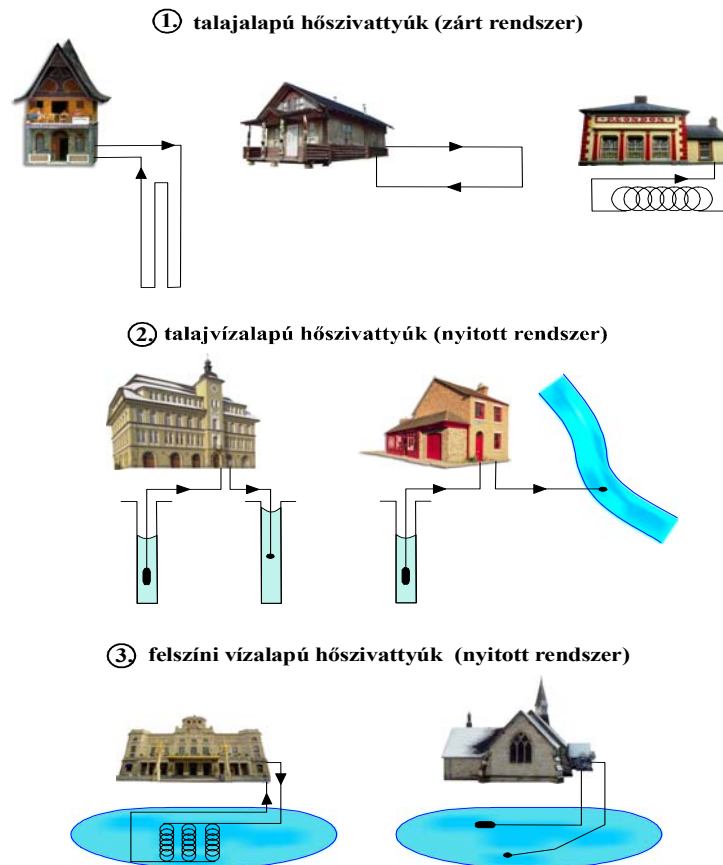 1. talajalapú hőszivattyúk (zárt rendszer)
2. talajvízalapú hőszivattyúk (nyitott rendszer)
3. felszíni vízalapú hőszivattyúk (nyitott rendszer)